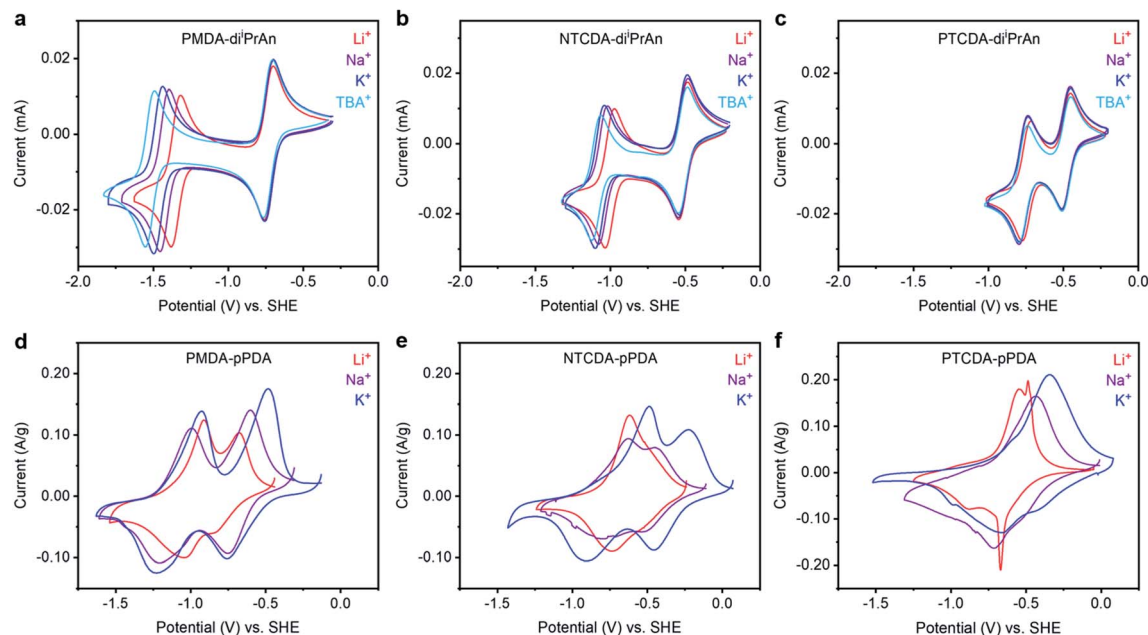 a
PMDA-diⁱPrAn
Li⁺
Na⁺
K⁺
TBA⁺
0.02
0.00
-0.02
Current (mA)
-2.0 -1.5 -1.0 -0.5 0.0
Potential (V) vs. SHE
b
NTCDA-diⁱPrAn
Li⁺
Na⁺
K⁺
TBA⁺
0.02
0.00
-0.02
Current (mA)
-2.0 -1.5 -1.0 -0.5 0.0
Potential (V) vs. SHE
c
PTCDA-diⁱPrAn
Li⁺
Na⁺
K⁺
TBA⁺
0.02
0.00
-0.02
Current (mA)
-2.0 -1.5 -1.0 -0.5 0.0
Potential (V) vs. SHE
d
PMDA-pPDA
Li⁺
Na⁺
K⁺
0.20
0.10
0.00
-0.10
Current (A/g)
-1.5 -1.0 -0.5 0.0
Potential (V) vs. SHE
e
NTCDA-pPDA
Li⁺
Na⁺
K⁺
0.20
0.10
0.00
-0.10
Current (A/g)
-1.5 -1.0 -0.5 0.0
Potential (V) vs. SHE
f
PTCDA-pPDA
Li⁺
Na⁺
K⁺
0.20
0.10
0.00
-0.10
-0.20
Current (A/g)
-1.5 -1.0 -0.5 0.0
Potential (V) vs. SHE